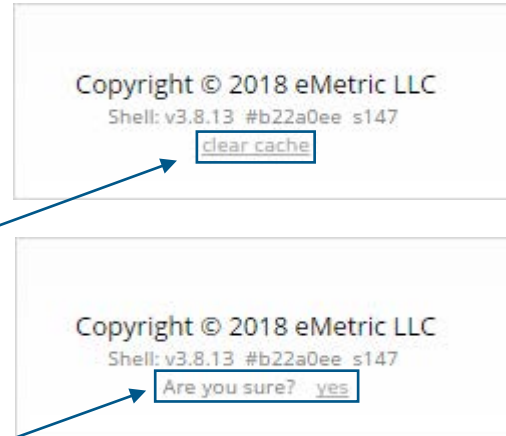 Copyright © 2018 eMetric LLC
Shell: v3.8.13 #b22a0ee s147
clear cache
Copyright © 2018 eMetric LLC
Shell: v3.8.13 #b22a0ee s147
Are you sure? yes